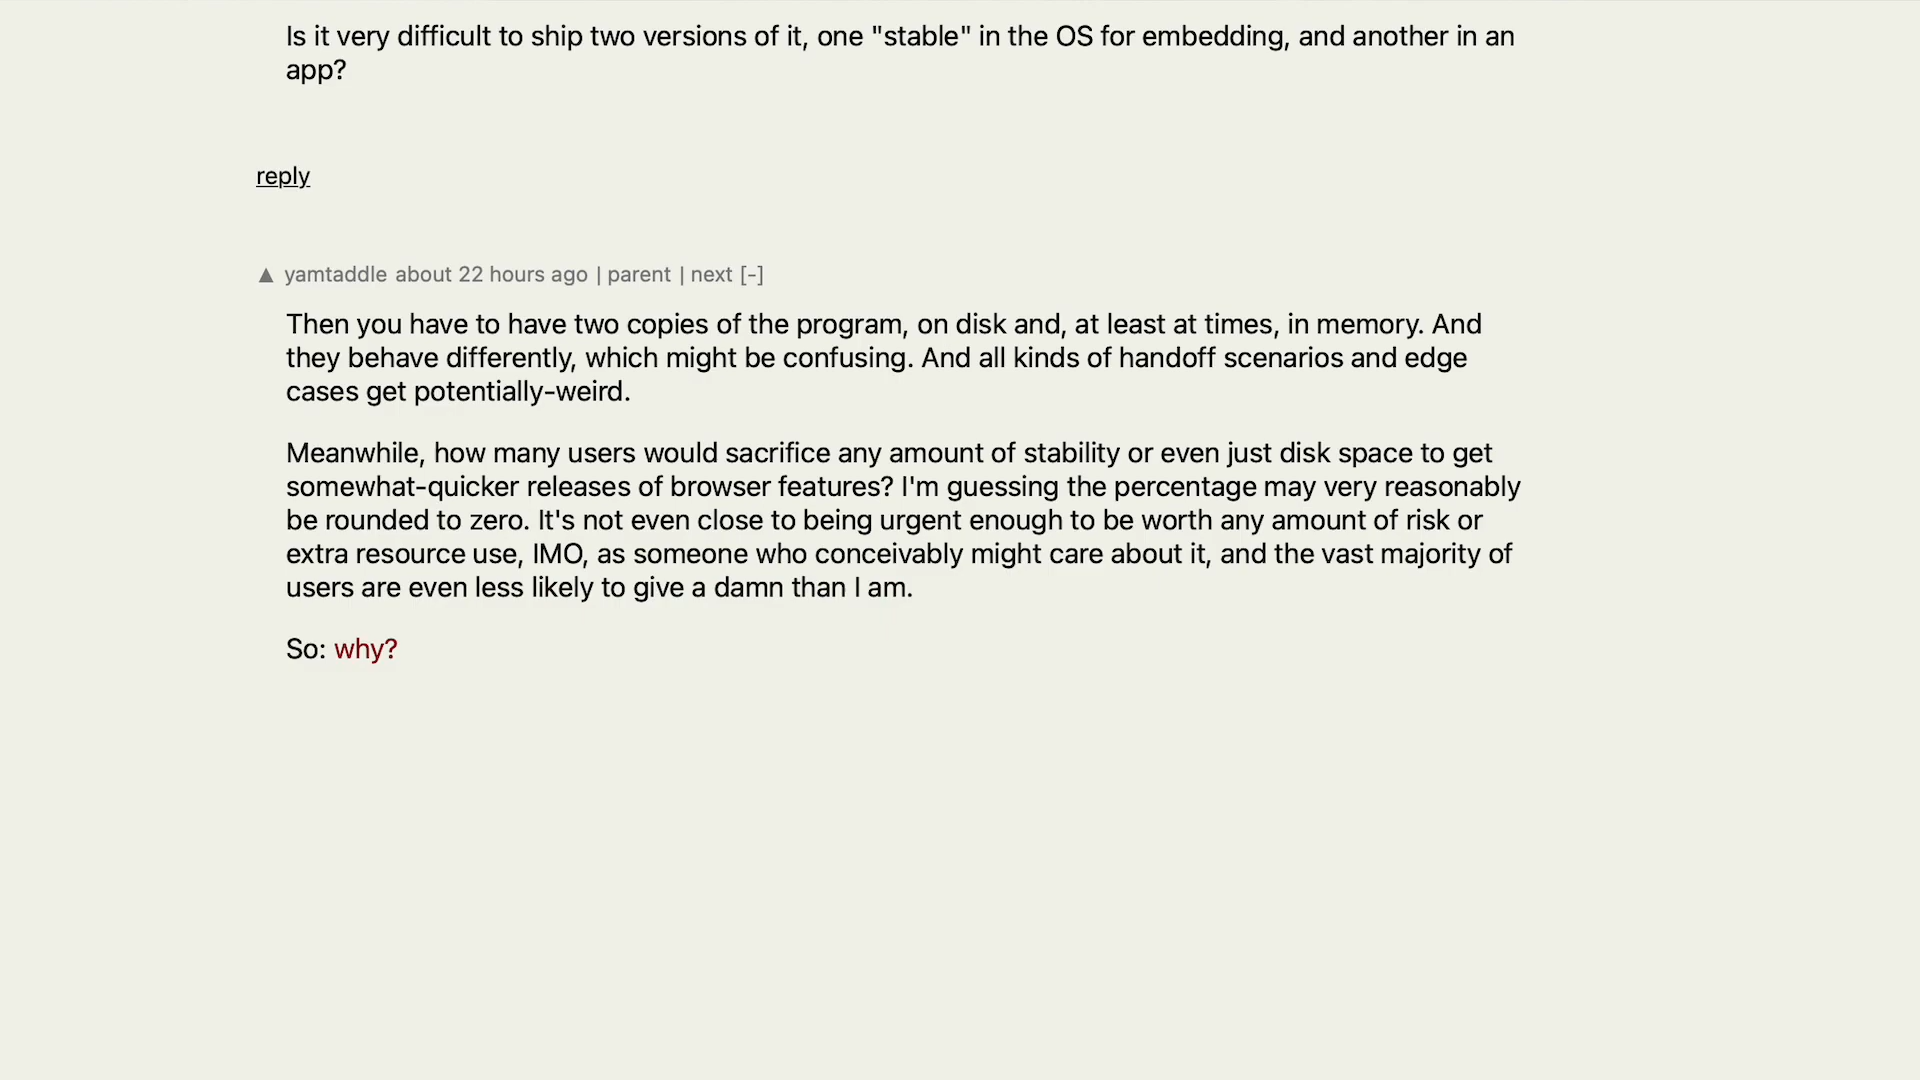 Is it very difficult to ship two versions of it, one "stable" in the OS for embedding, and another in an
app?
reply
▲ yamtaddle about 22 hours ago | parent | next [-]
Then you have to have two copies of the program, on disk and, at least at times, in memory. And
they behave differently, which might be confusing. And all kinds of handoff scenarios and edge
cases get potentially-weird.
Meanwhile, how many users would sacrifice any amount of stability or even just disk space to get
somewhat-quicker releases of browser features? I'm guessing the percentage may very reasonably
be rounded to zero. It's not even close to being urgent enough to be worth any amount of risk or
extra resource use, IMO, as someone who conceivably might care about it, and the vast majority of
users are even less likely to give a damn than I am.
So: why?